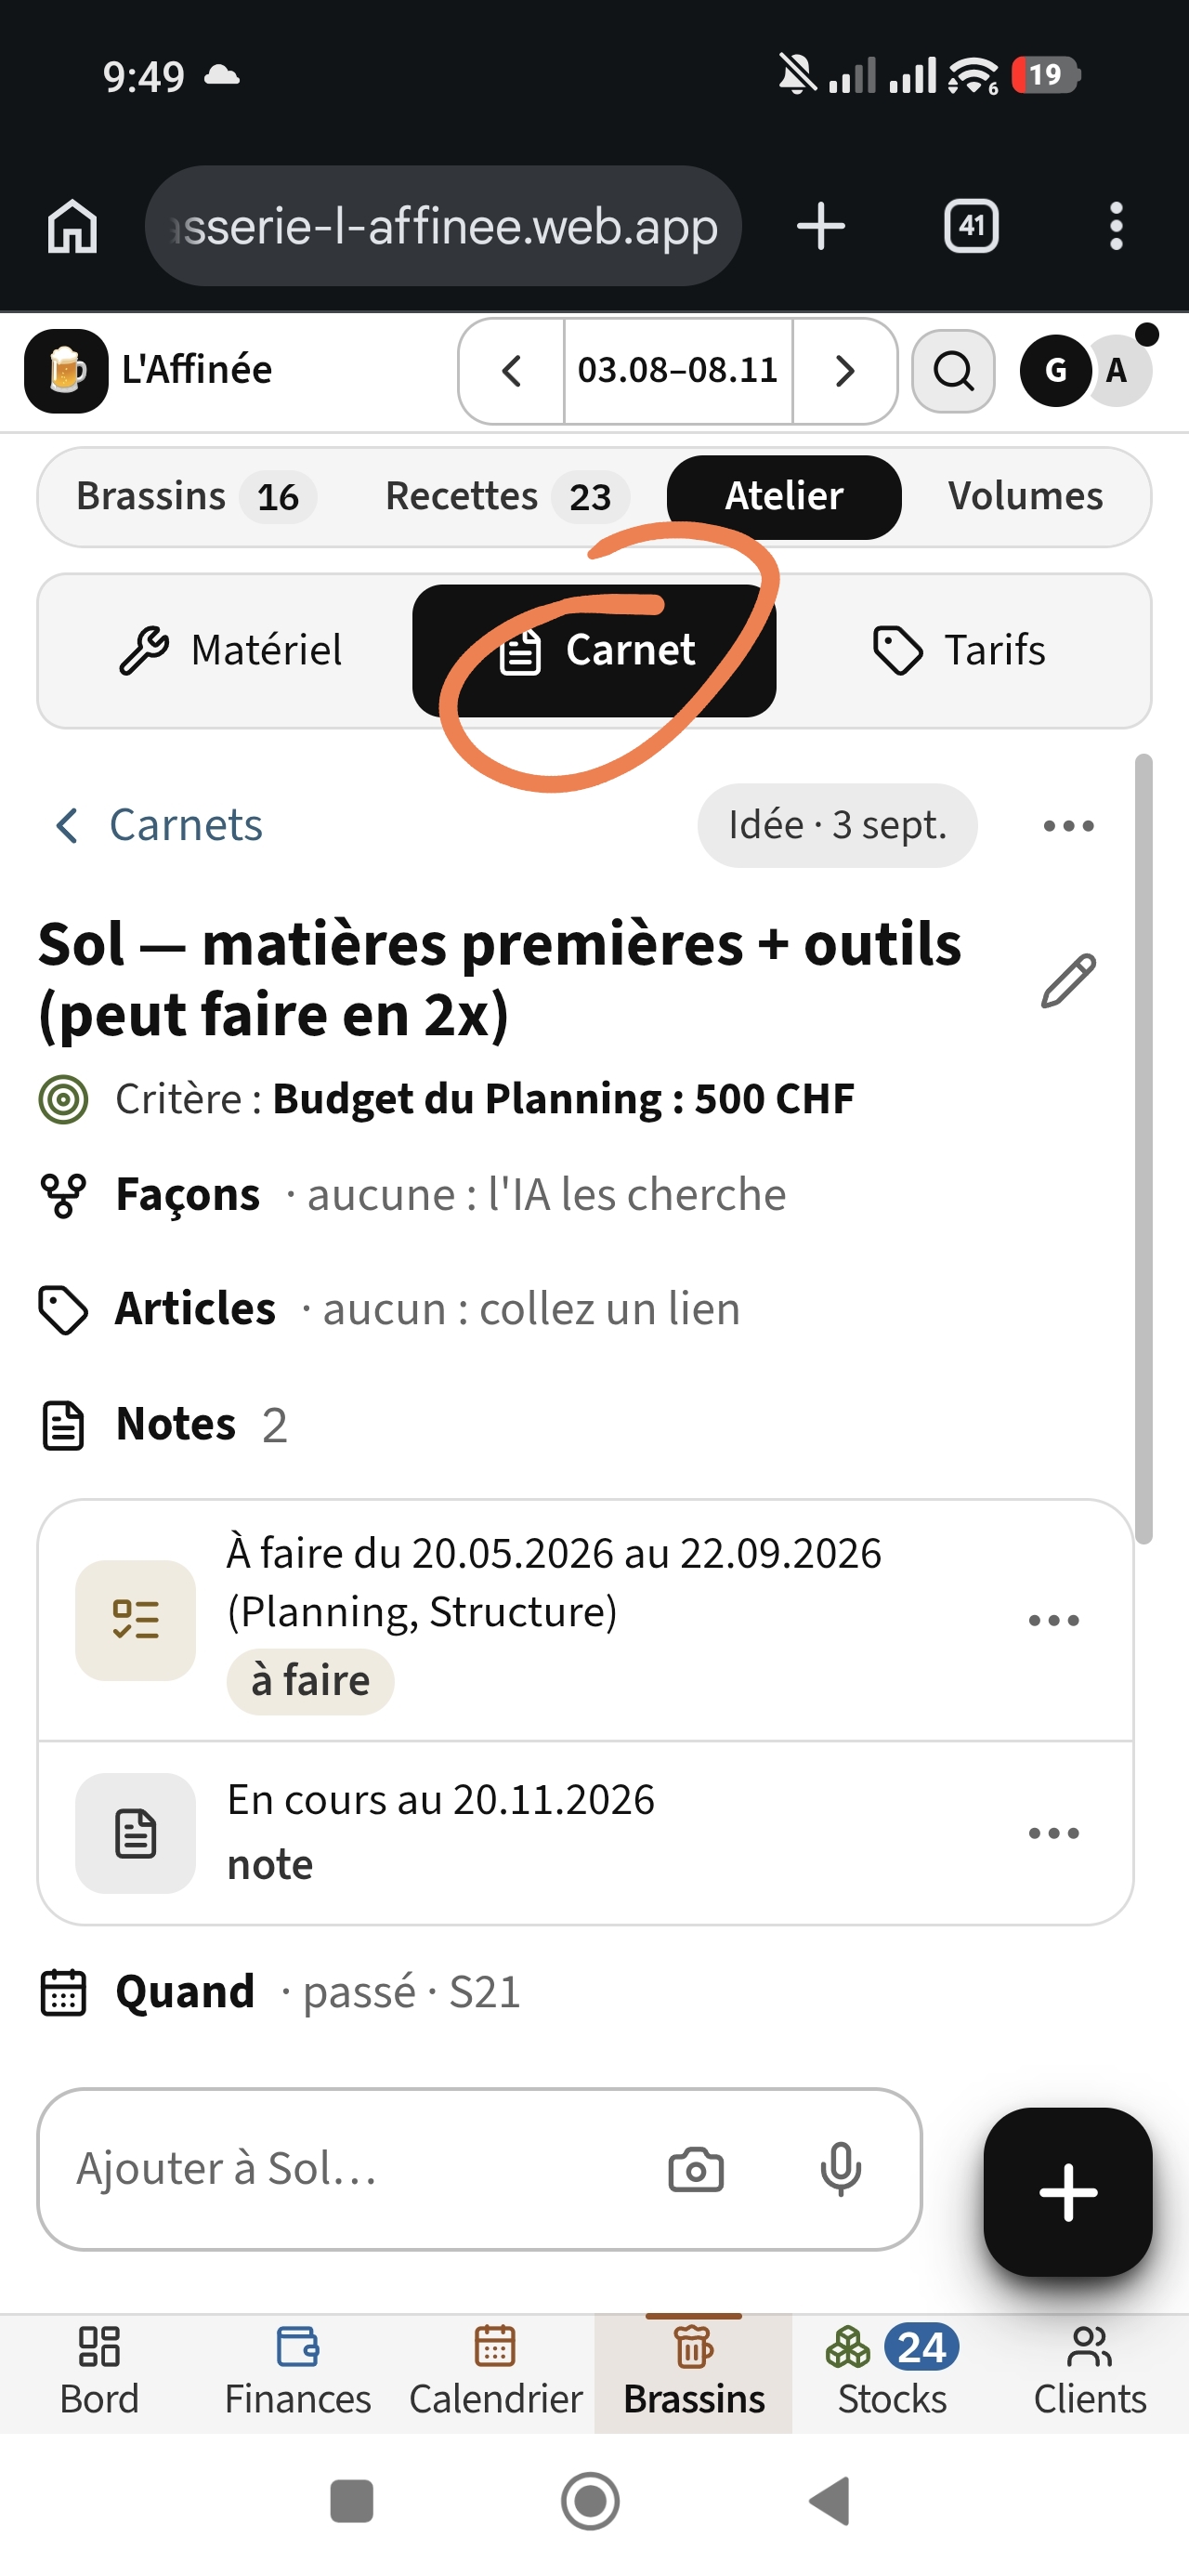 9:49
6
19
asserie-l-affinee.web.app
41
L'Affinée
03.08–08.11
G
A
Brassins 16
Recettes 23
Atelier
Volumes
Matériel
Carnet
Tarifs
Carnets
Idée · 3 sept.
Sol — matières premières + outils
(peut faire en 2x)
Critère : Budget du Planning : 500 CHF
Façons · aucune : l'IA les cherche
Articles · aucun : collez un lien
Notes 2
À faire du 20.05.2026 au 22.09.2026
(Planning, Structure)
à faire
En cours au 20.11.2026
note
Quand · passé · S21
Ajouter à Sol…
Bord
Finances
Calendrier
Brassins
24
Stocks
Clients